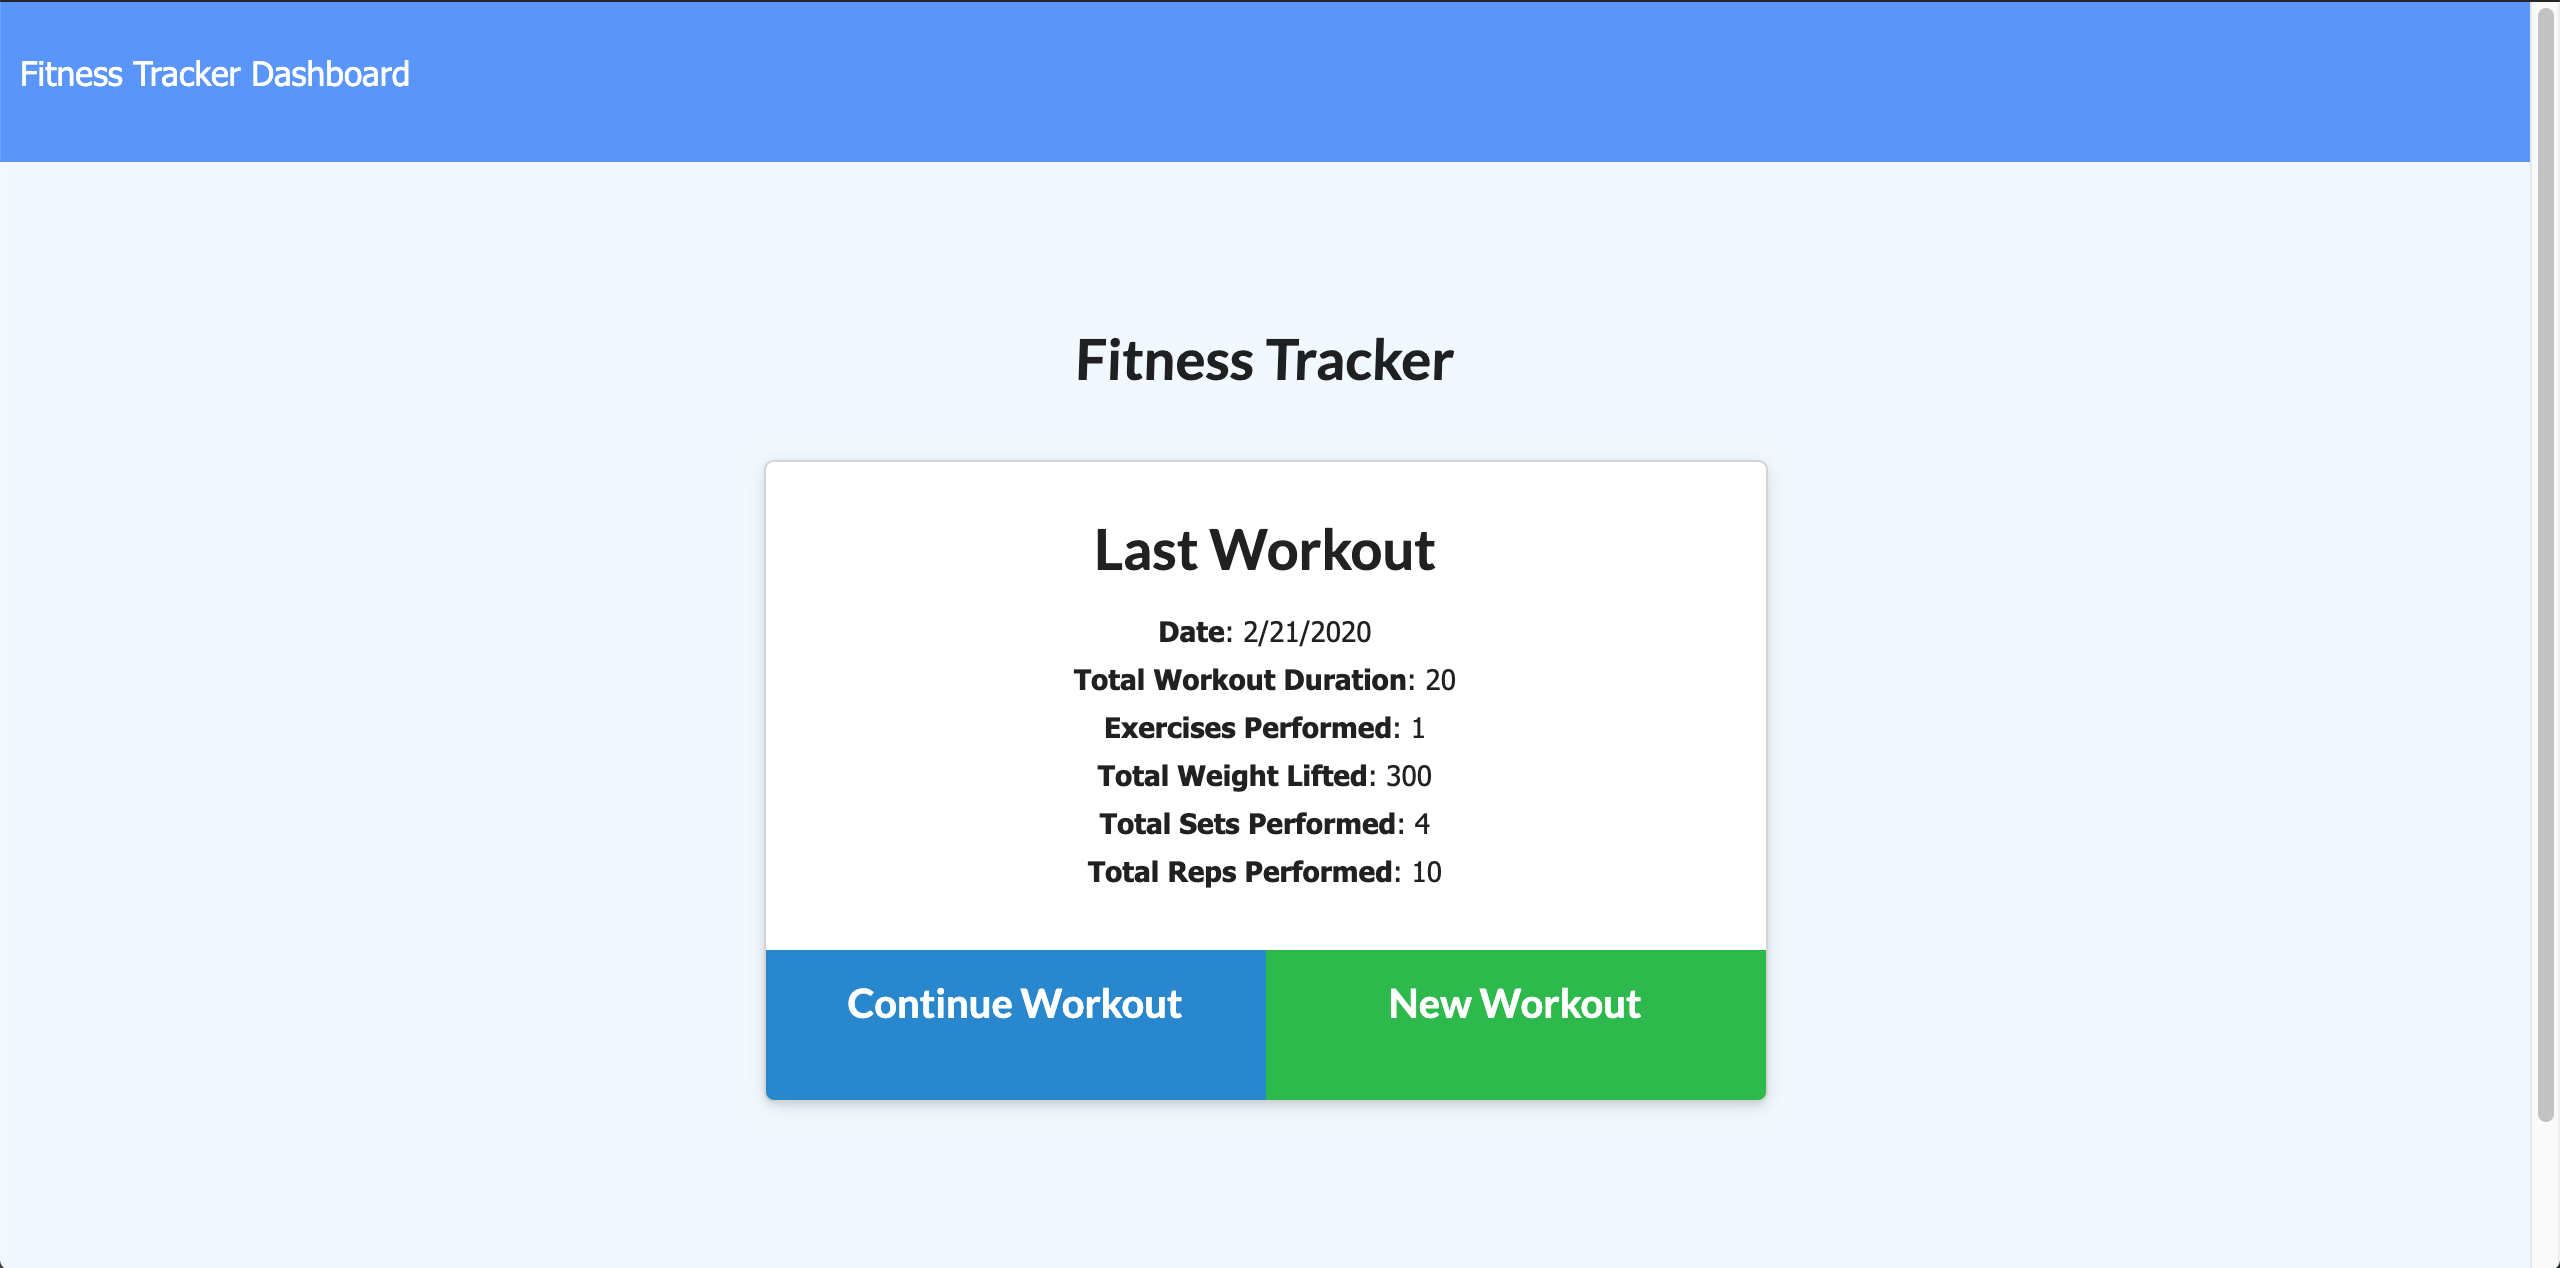 Fitness Tracker Dashboard
Fitness Tracker
Last Workout
Date: 2/21/2020
Total Workout Duration: 20
Exercises Performed: 1
Total Weight Lifted: 300
Total Sets Performed: 4
Total Reps Performed: 10
Continue Workout
New Workout